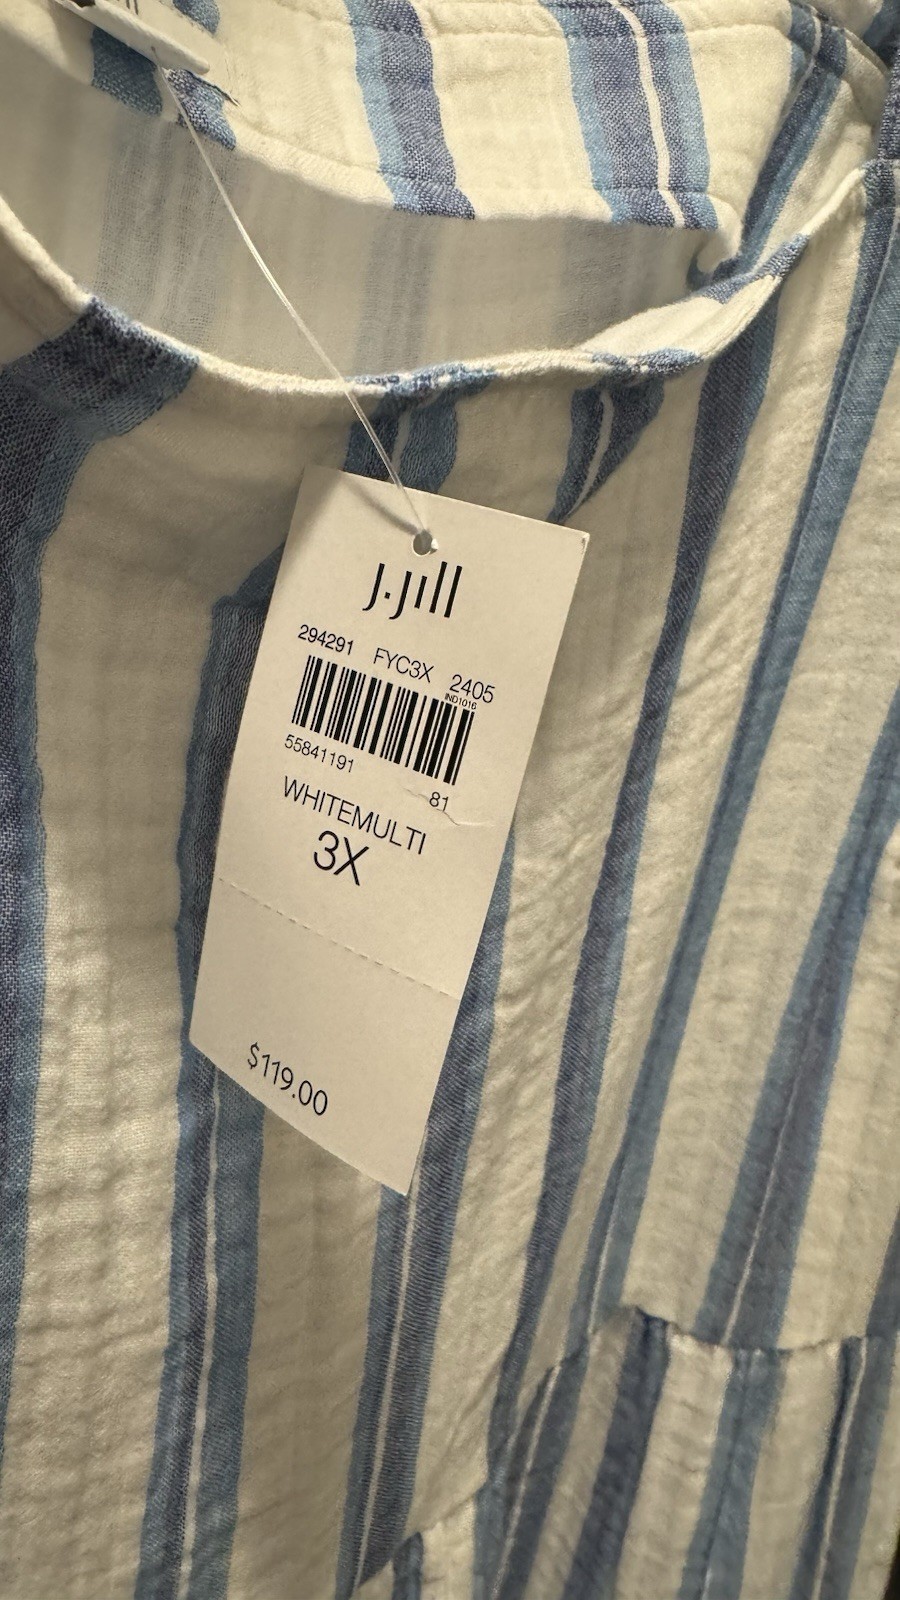 J.Jill
294291 FYC3X 2405
IND1016
55841191 81
WHITEMULTI
3X
$119.00